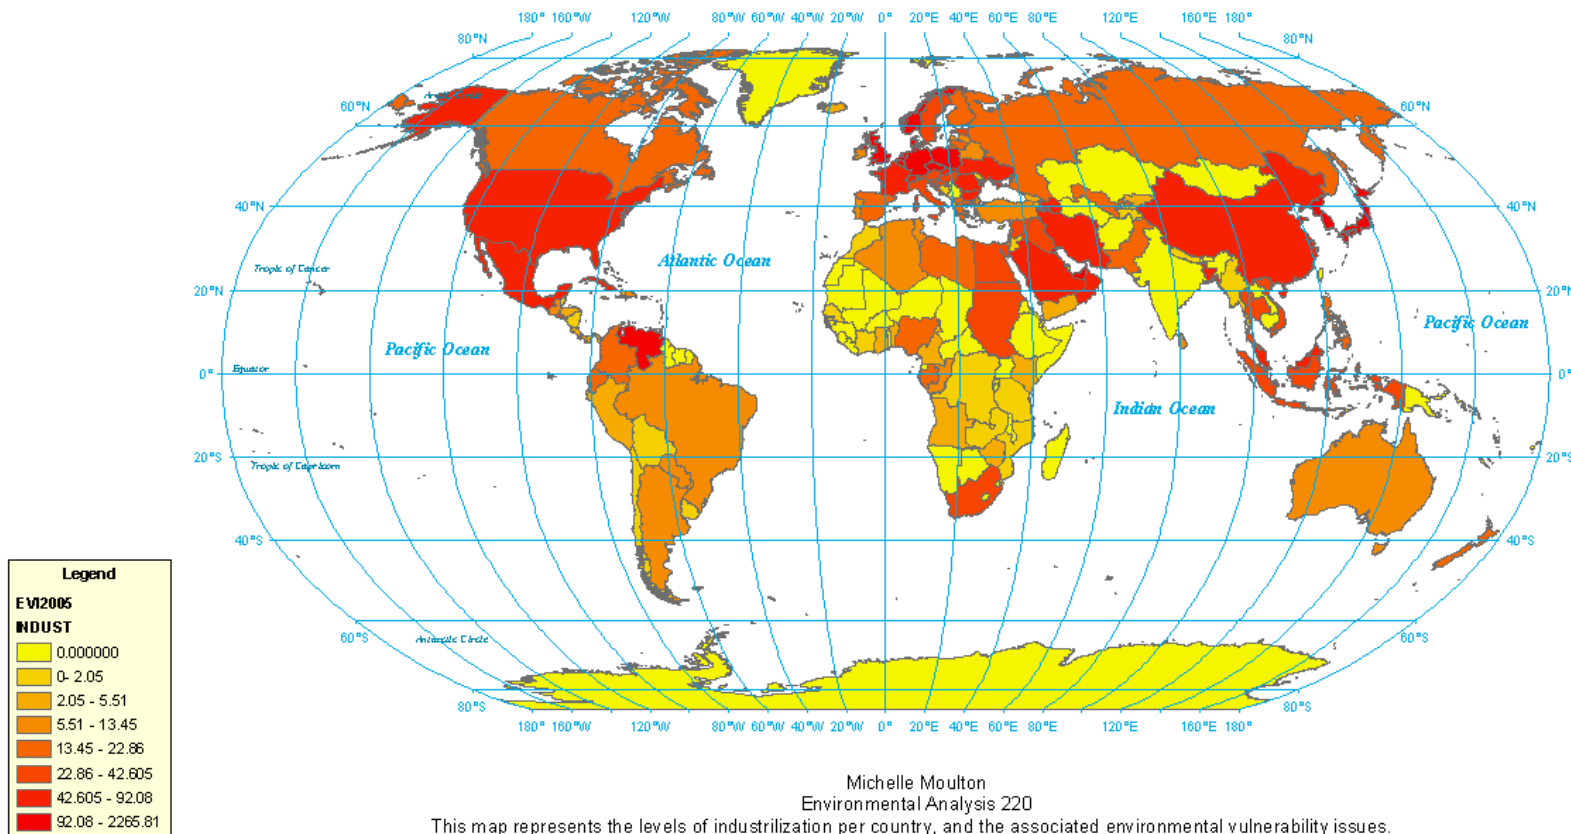 180° 160°W 120°W 80°W 60°W 40°W 20°W 0° 20°E 40°E 60°E 80°E 120°E 160°E 180°
80°N 80°N
60°N 60°N
40°N 40°N
Tropic of Cancer
Atlantic Ocean
20°N 20°N
Pacific Ocean Pacific Ocean
Equator
0° 0°
Indian Ocean
20°S 20°S
Tropic of Capricorn
40°S 40°S
60°S 60°S
Antarctic Circle
80°S 80°S
180° 160°W 120°W 80°W 60°W 40°W 20°W 0° 20°E 40°E 60°E 80°E 120°E 160°E 180°
Legend
EVI2005
INDUST
0.000000
0- 2.05
2.05 - 5.51
5.51 - 13.45
13.45 - 22.86
22.86 - 42.605
42.605 - 92.08
92.08 - 2265.81
Michelle Moulton
Environmental Analysis 220
This map represents the levels of industrilization per country, and the associated environmental vulnerability issues.